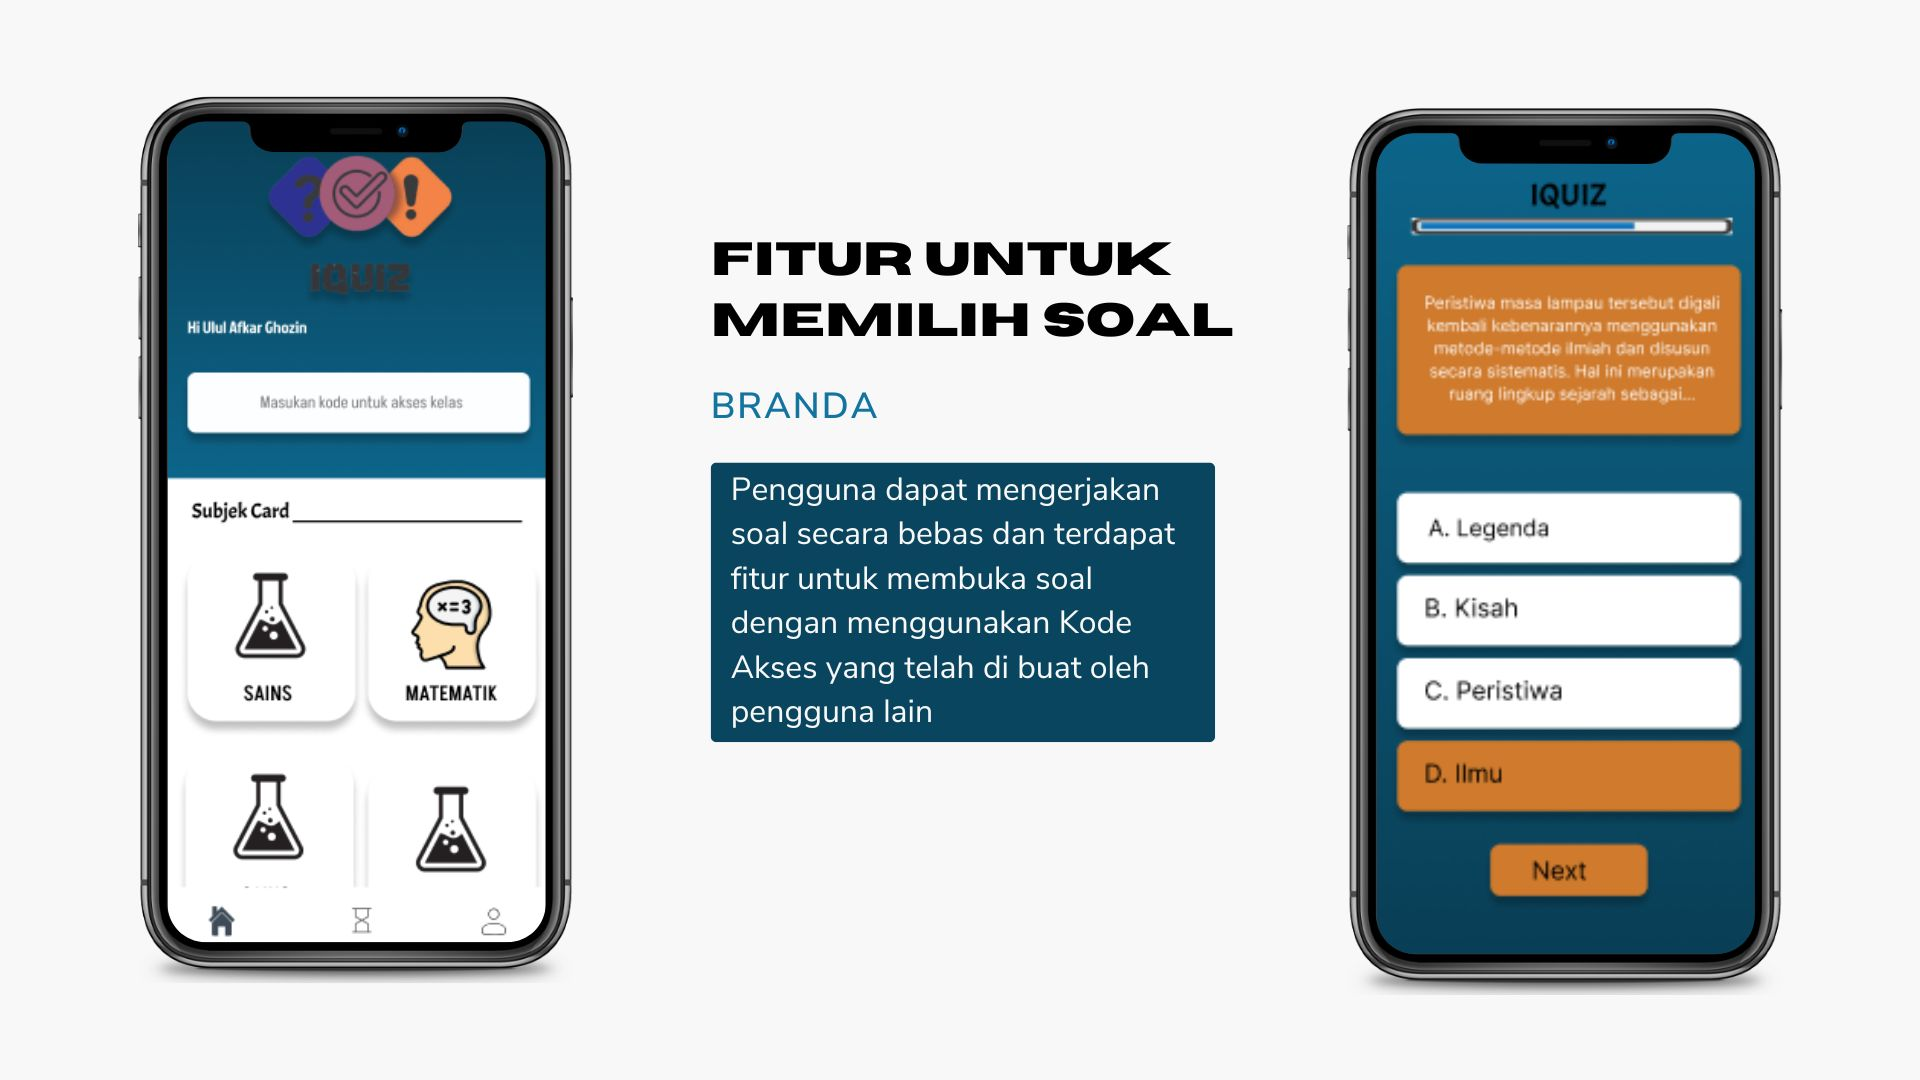 ?
!
IQUIZ
Hi Ulul Afkar Ghozin
Masukan kode untuk akses kelas
Subjek Card
x=3
SAINS
MATEMATIK
FITUR UNTUK
MEMILIH SOAL
BRANDA
Pengguna dapat mengerjakan
soal secara bebas dan terdapat
fitur untuk membuka soal
dengan menggunakan Kode
Akses yang telah di buat oleh
pengguna lain
IQUIZ
Peristiwa masa lampau tersebut digali
kembali kebenarannya menggunakan
metode-metode ilmiah dan disusun
secara sistematis. Hal ini merupakan
ruang lingkup sejarah sebagai...
A. Legenda
B. Kisah
C. Peristiwa
D. Ilmu
Next